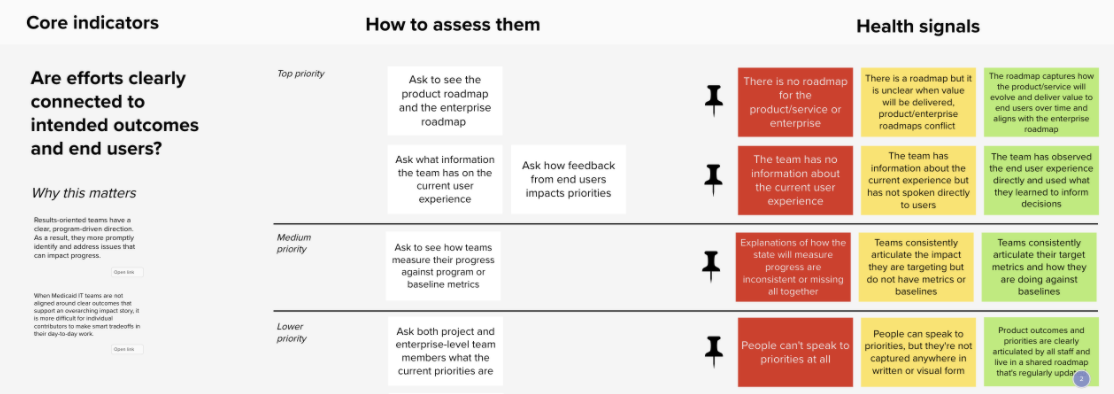 Core indicators
How to assess them
Health signals
Are efforts clearly
connected to
intended outcomes
and end users?
Why this matters
Results-oriented teams have a
clear, program-driven direction.
As a result, they more promptly
identify and address issues that
can impact progress.
Open link
When Medicaid IT teams are not
aligned around clear outcomes that
support an overarching impact story, it
is more difficult for individual
contributors to make smart tradeoffs in
their day-to-day work.
Open link
Top priority
Ask to see the
product roadmap
and the enterprise
roadmap
There is no roadmap
for the
product/service or
enterprise
There is a roadmap but it
is unclear when value
will be delivered,
product/enterprise
roadmaps conflict
The roadmap captures how
the product/service will
evolve and deliver value to
end users over time and
aligns with the enterprise
roadmap
Ask what information
the team has on the
current user
experience
Ask how feedback
from end users
impacts priorities
The team has no
information about
the current user
experience
The team has
information about the
current experience but
has not spoken directly
to users
The team has observed
the end user experience
directly and used what
they learned to inform
decisions
Medium
priority
Ask to see how teams
measure their progress
against program or
baseline metrics
Explanations of how the
state will measure
progress are
inconsistent or missing
all together
Teams consistently
articulate the impact
they are targeting but
do not have metrics or
baselines
Teams consistently
articulate their target
metrics and how they
are doing against
baselines
Lower
priority
Ask both project and
enterprise-level team
members what the
current priorities are
People can't speak to
priorities at all
People can speak to
priorities, but they're not
captured anywhere in
written or visual form
Product outcomes and
priorities are clearly
articulated by all staff and
live in a shared roadmap
that's regularly
2